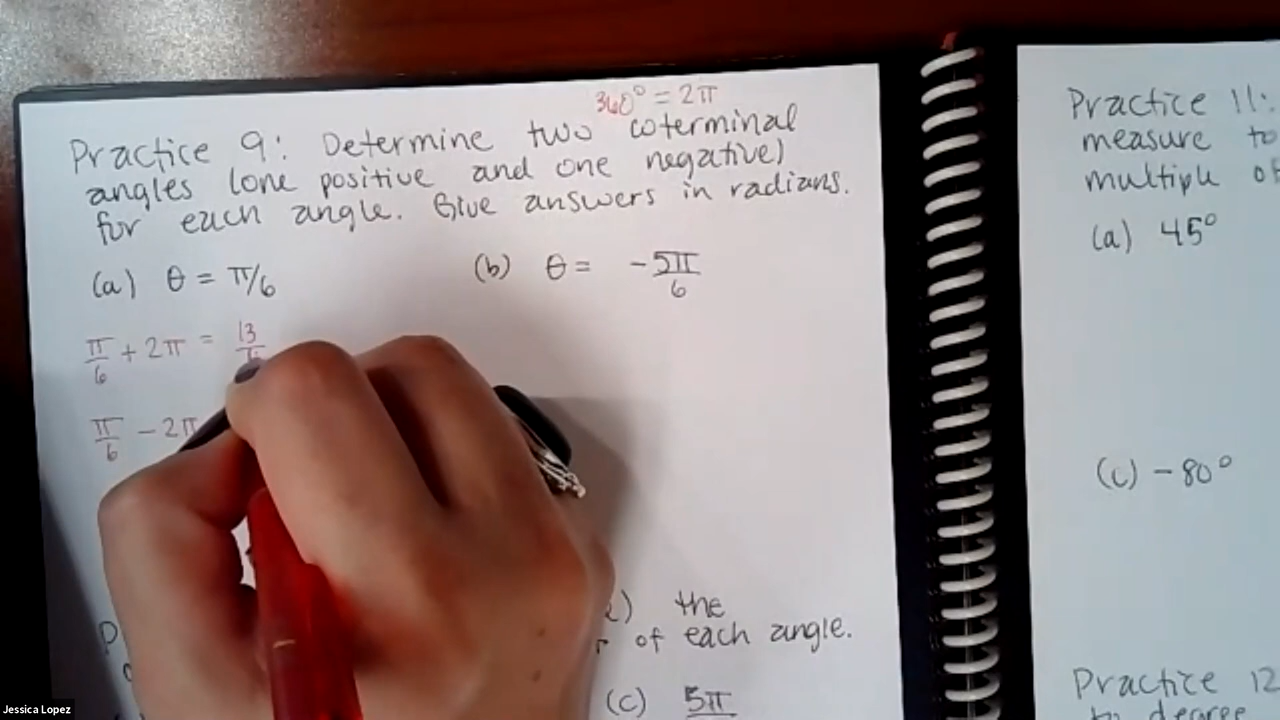 360° = 2π
Practice 9: Determine two coterminal
angles (one positive and one negative)
for each angle. Give answers in radians.
(a) θ = π/6
(b) θ = -5π/6
π/6 + 2π = 13
π/6 - 2π
the
of each angle.
(c) 5π
Practice 11:
measure to
multiple of
(a) 45°
(c) -80°
Practice 12
to degree
Jessica Lopez